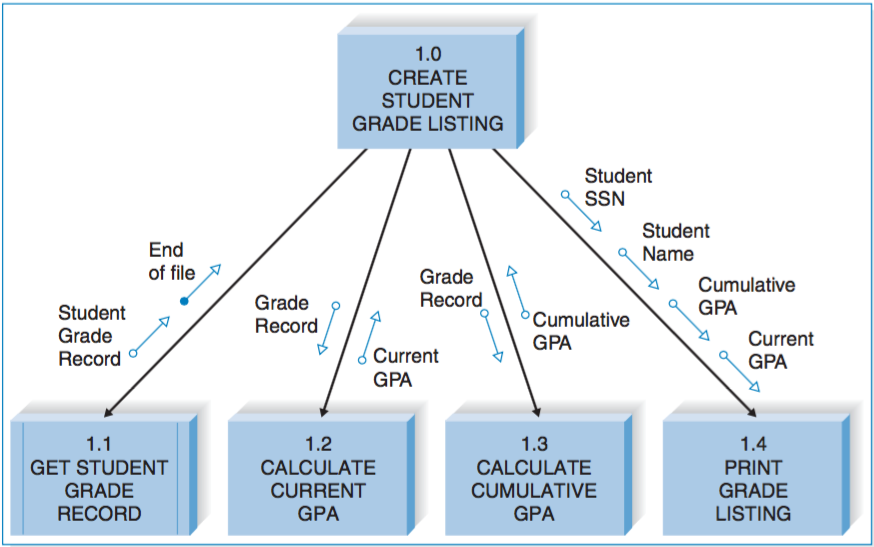 1.0
CREATE
STUDENT
GRADE LISTING
Student
SSN
Student
Name
Cumulative
GPA
Current
GPA
End
of file
Student
Grade
Record
Grade
Record
Current
GPA
Grade
Record
Cumulative
GPA
1.1
GET STUDENT
GRADE
RECORD
1.2
CALCULATE
CURRENT
GPA
1.3
CALCULATE
CUMULATIVE
GPA
1.4
PRINT
GRADE
LISTING